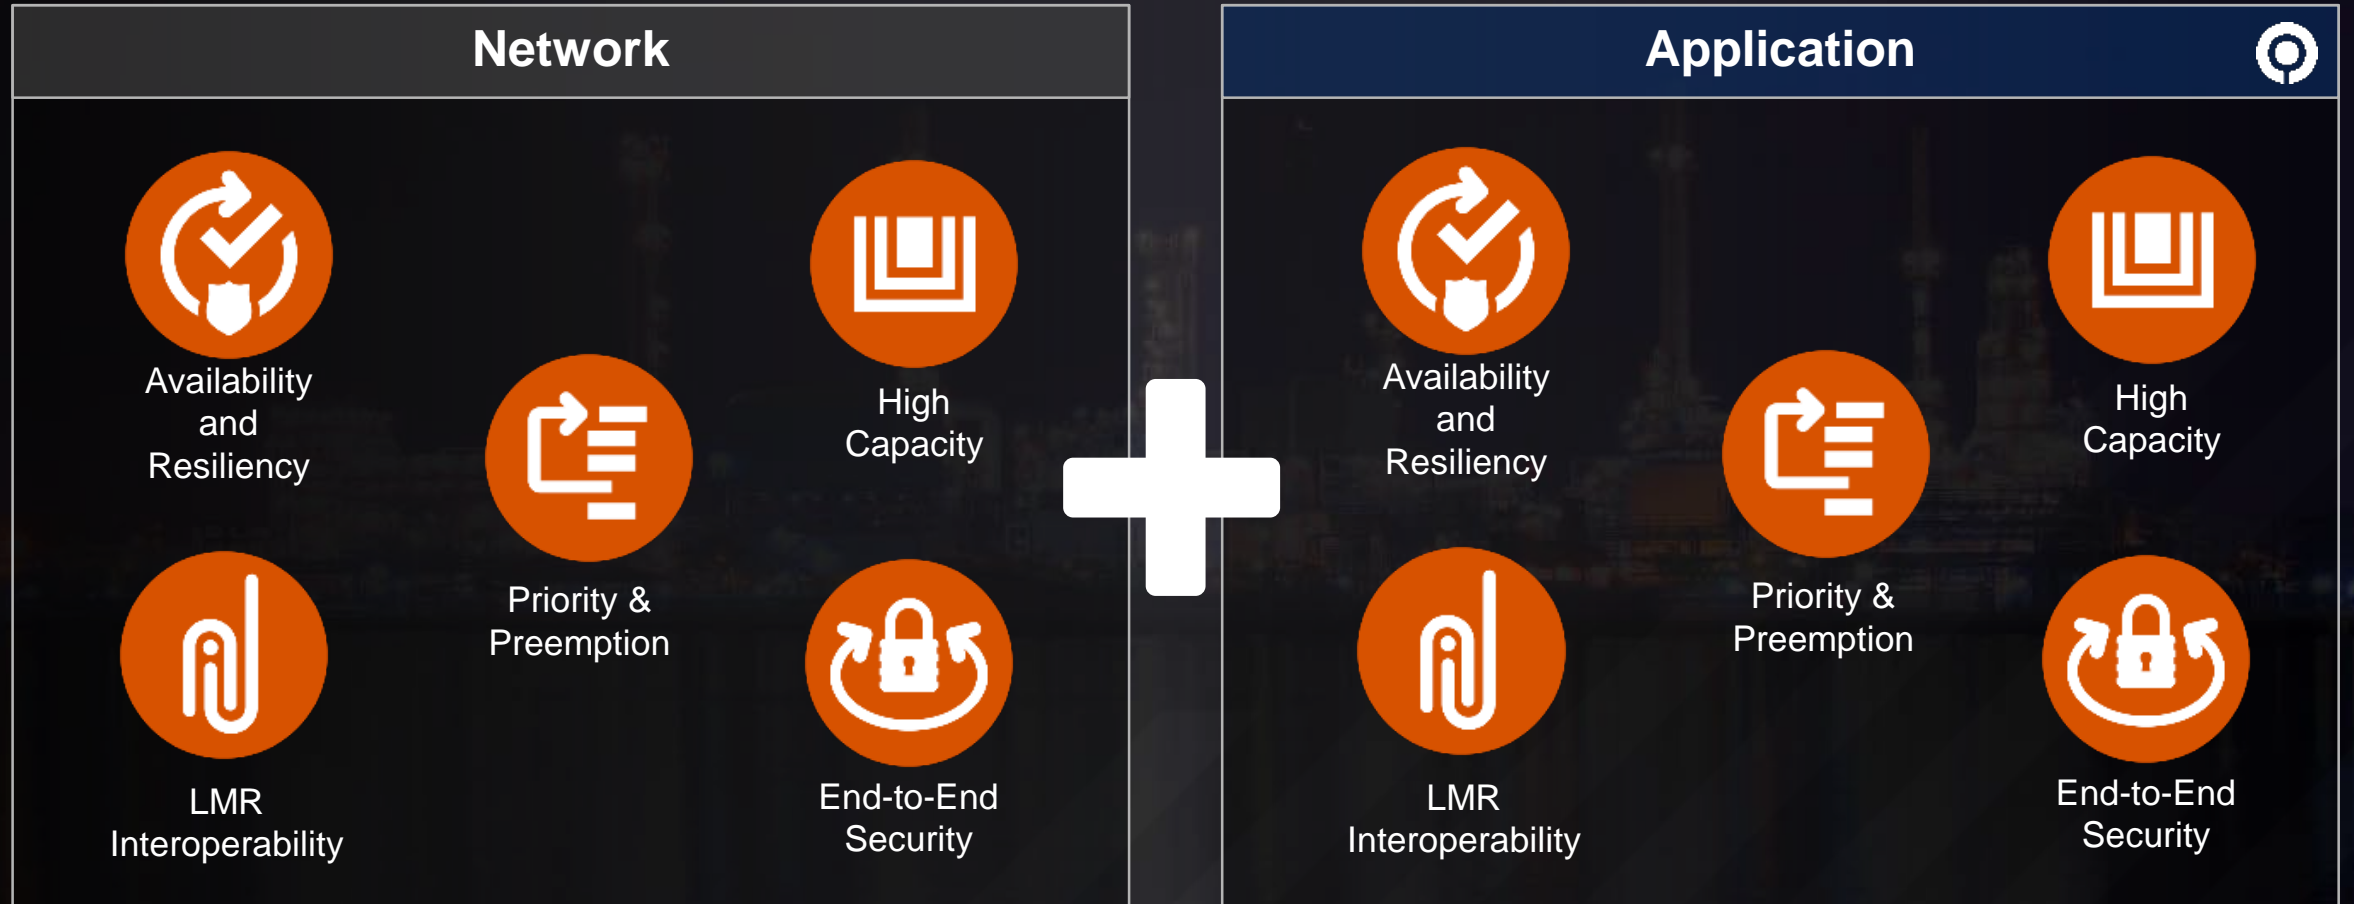 Network
Availability
and
Resiliency
High
Capacity
Priority &
Preemption
LMR
Interoperability
End-to-End
Security
Application
Availability
and
Resiliency
High
Capacity
Priority &
Preemption
LMR
Interoperability
End-to-End
Security